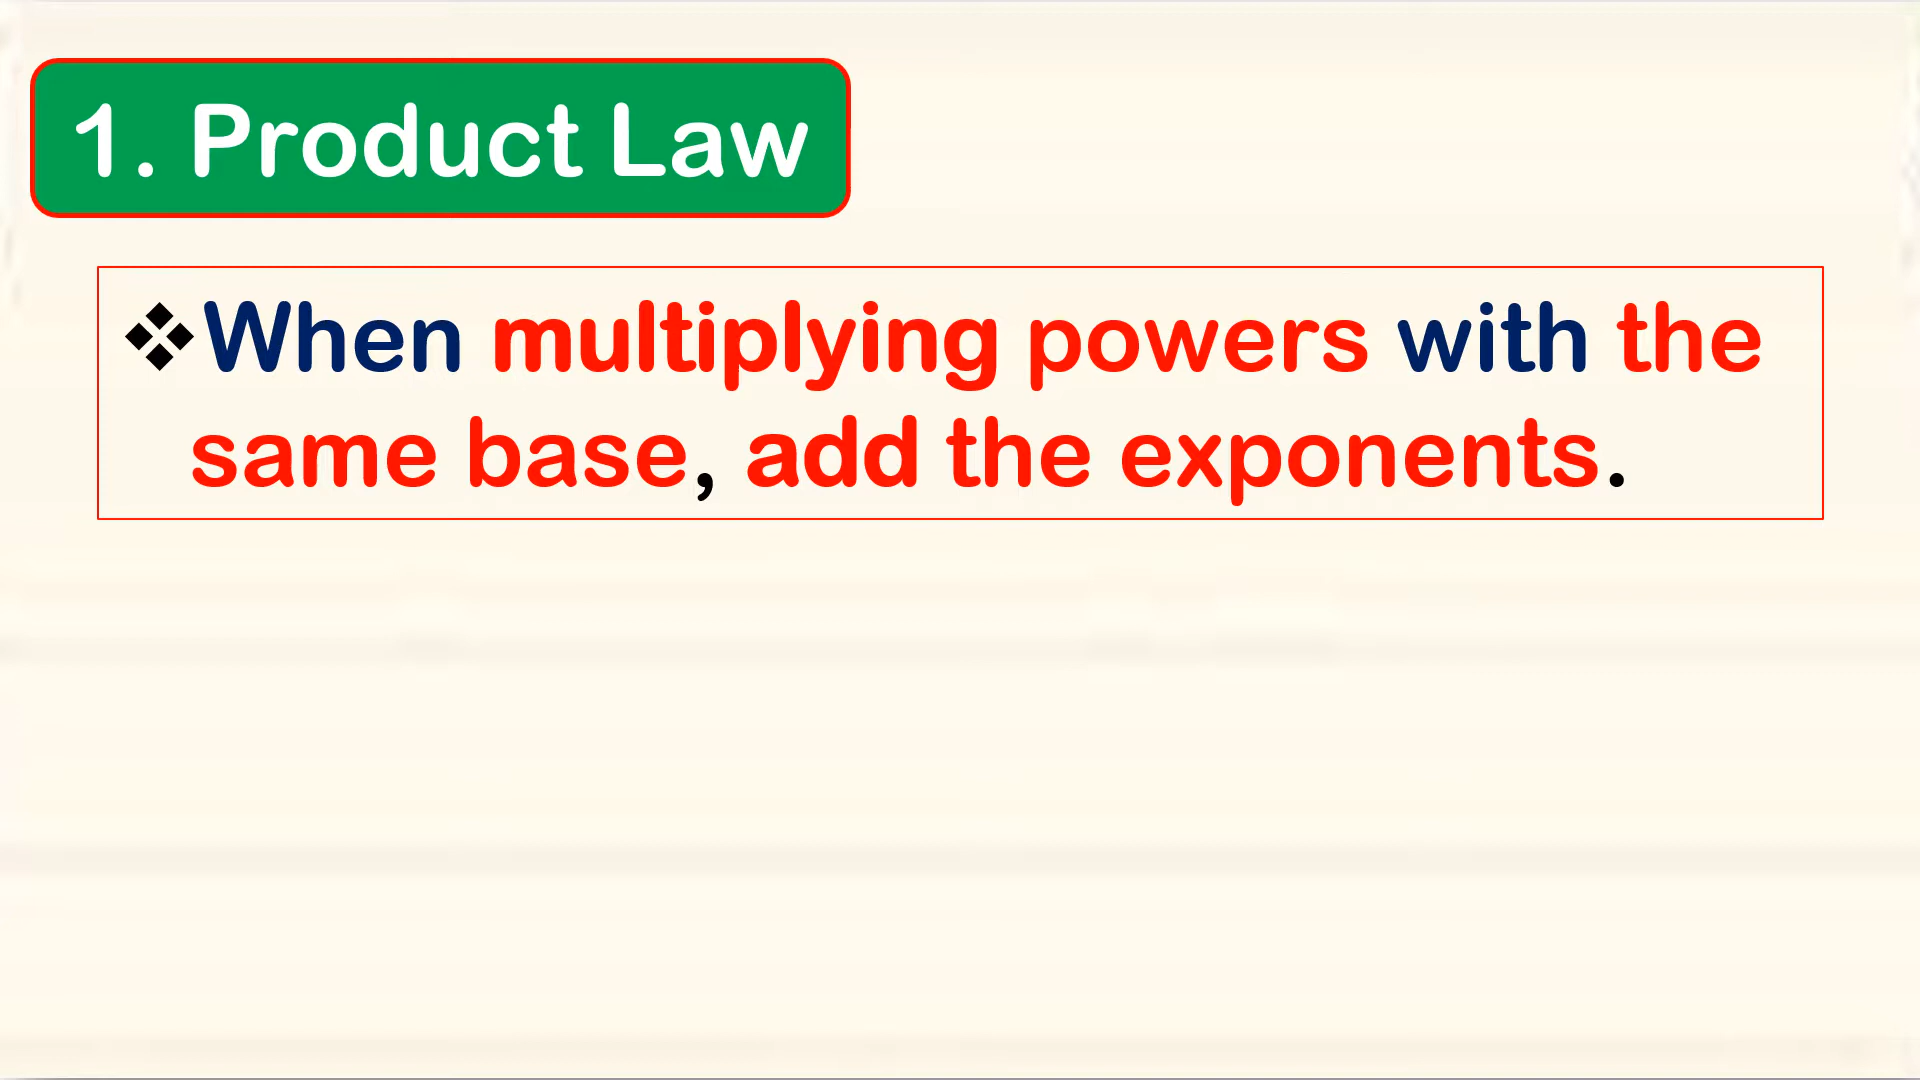 1. Product Law
❖When multiplying powers with the
same base, add the exponents.